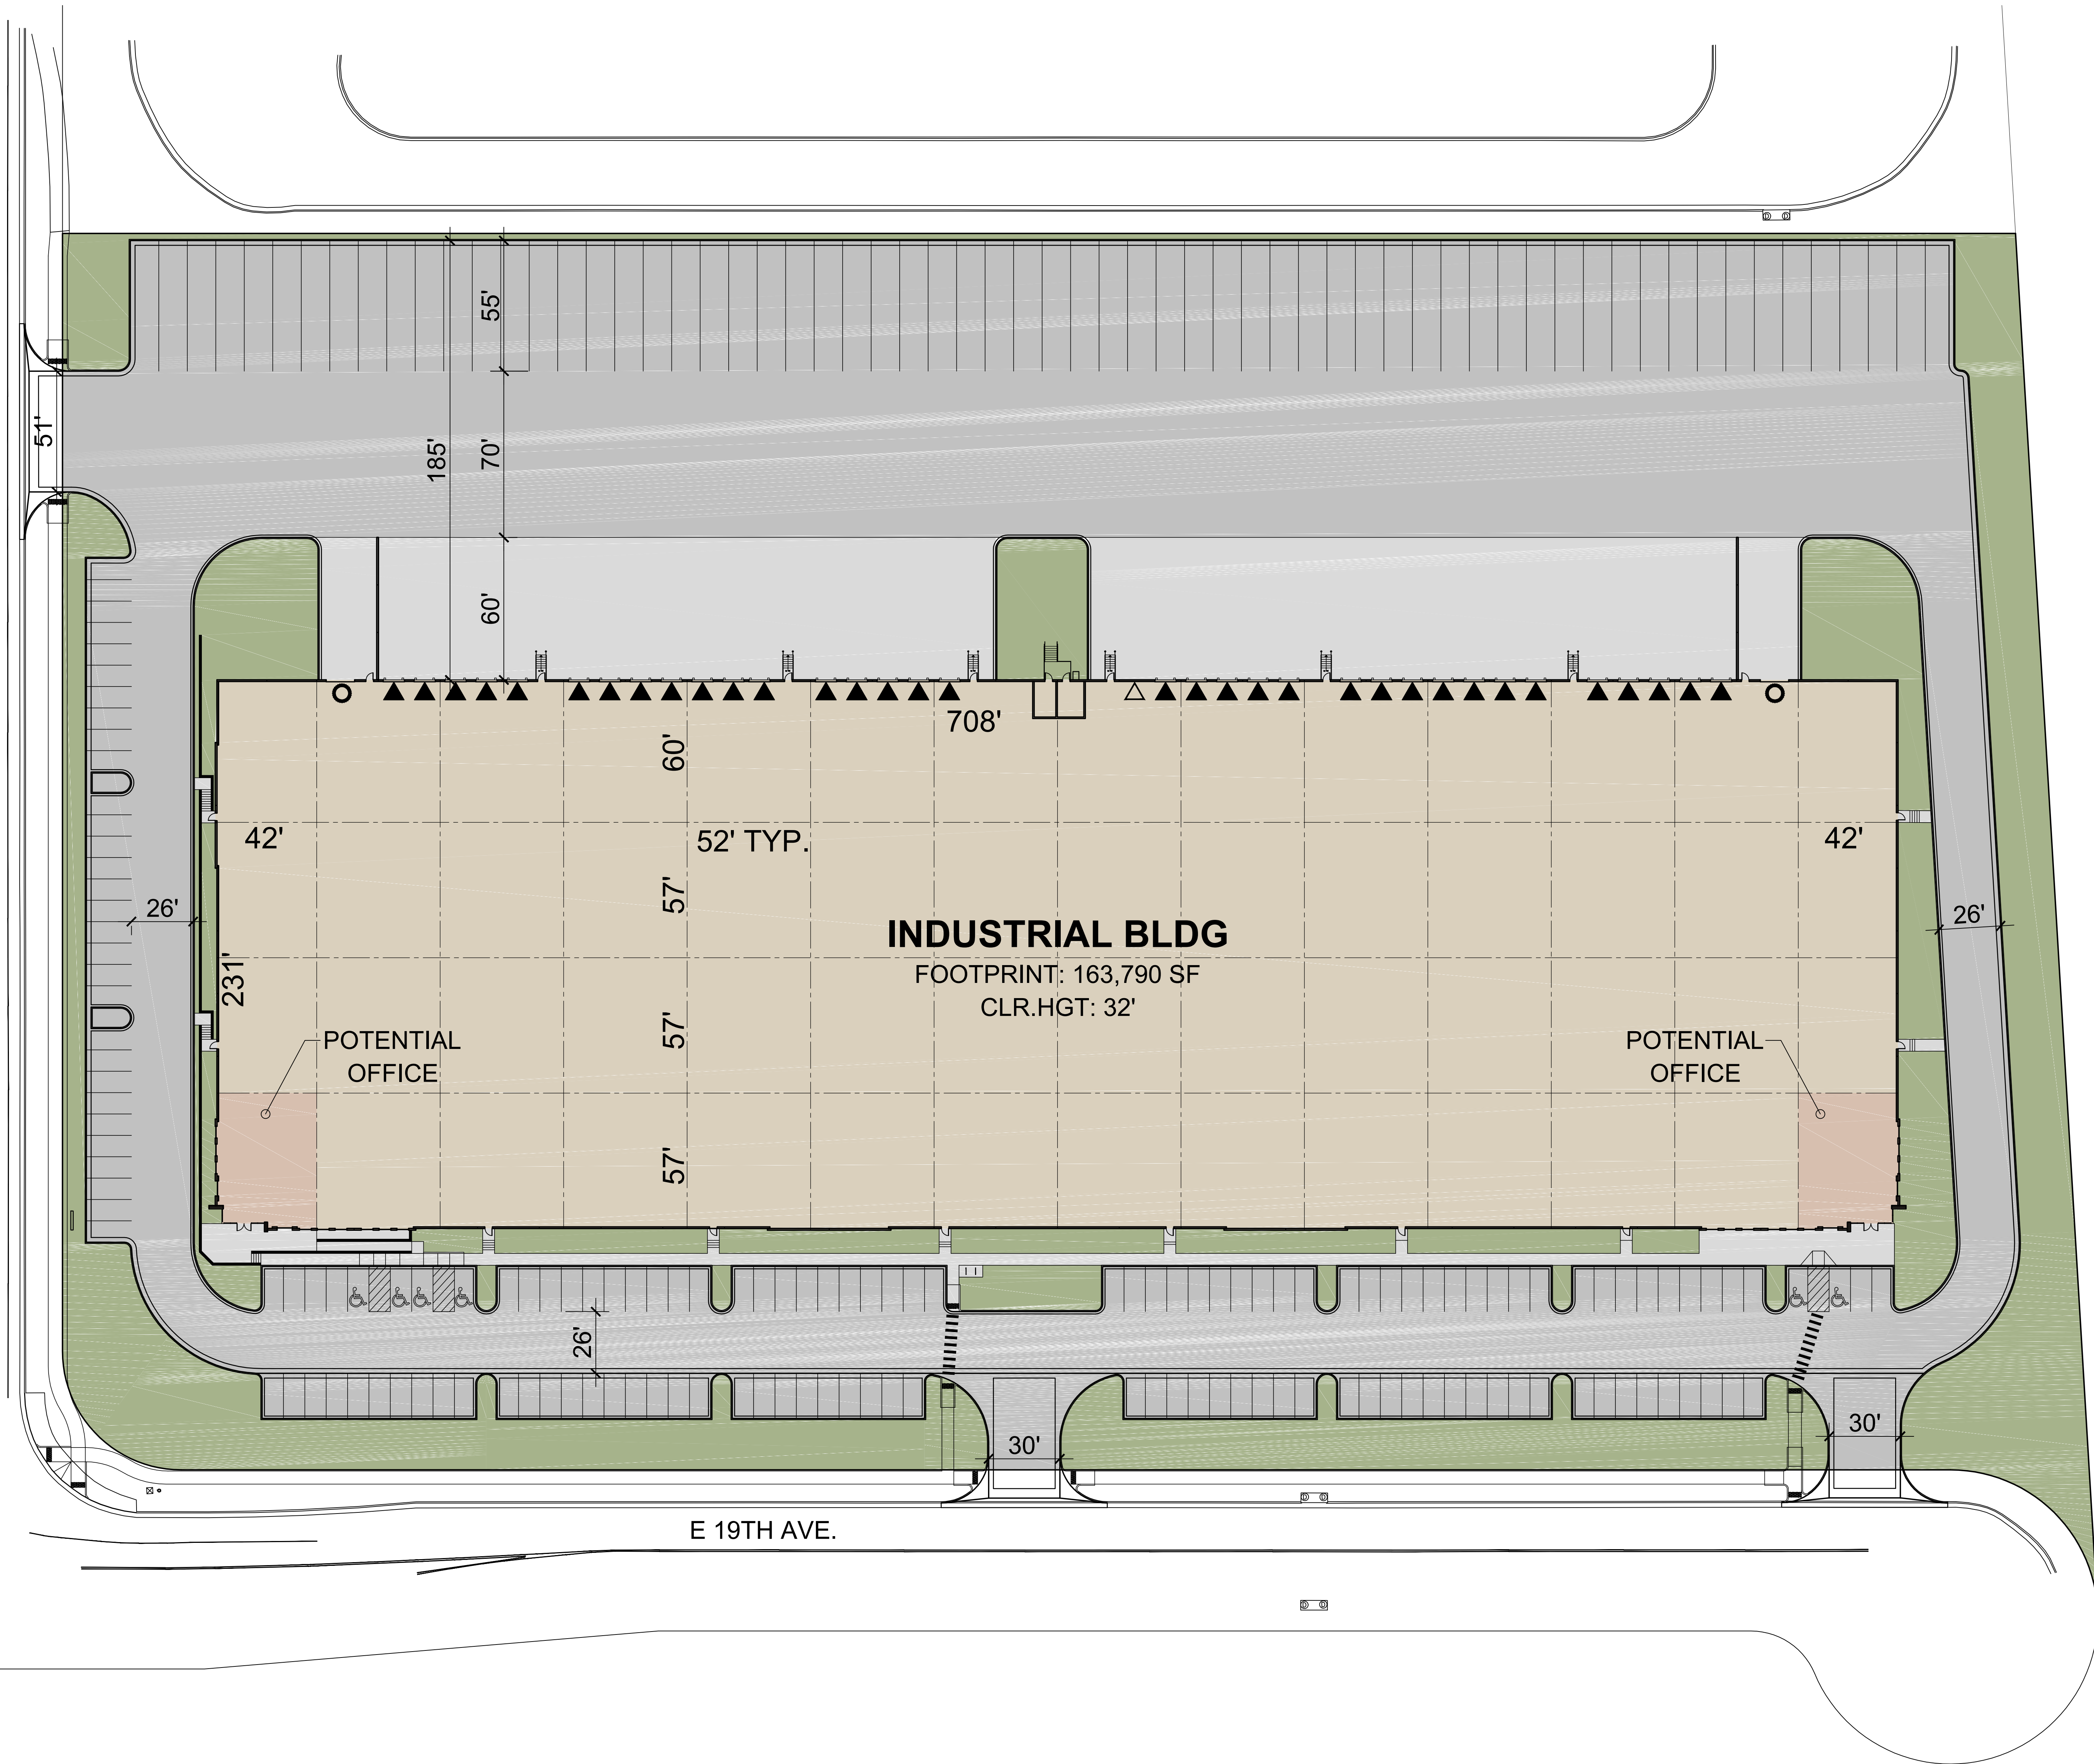 55'
51'
185'
70'
60'
708'
60'
42'
52' TYP.
42'
57'
26'
INDUSTRIAL BLDG
26'
231'
FOOTPRINT: 163,790 SF
CLR.HGT: 32'
57'
POTENTIAL
OFFICE
POTENTIAL
OFFICE
57'
26'
30'
30'
E 19TH AVE.